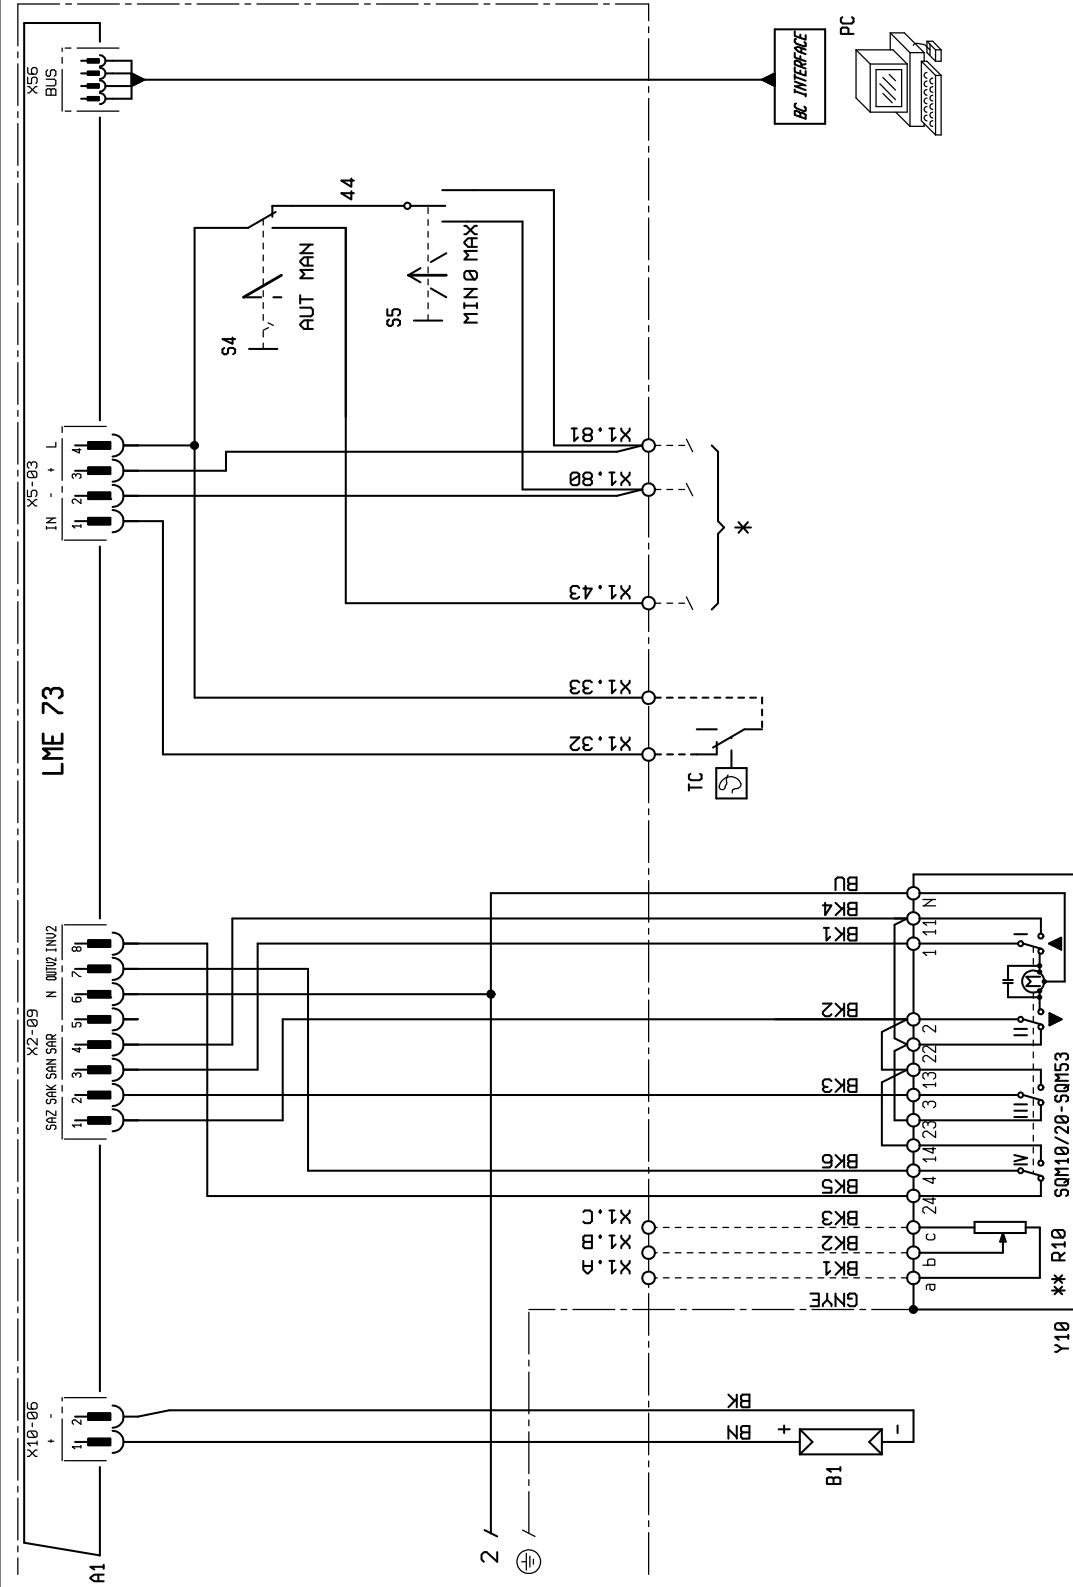 A1
LME 73
X10-06
+ -
1 2
X2-09
SAZ SAK SAN SAR N OUTV2 INV2
1 2 3 4 5 6 7 8
X5-03
IN - + L
1 2 3 4
X56
BUS
S4
AUT MAN
44
S5
MIN 0 MAX
2
X1.A
X1.B
X1.C
X1.32
X1.33
X1.43
X1.80
X1.81
*
TC
BC INTERFACE
PC
BN
BK
+
-
B1
GNYE
BK1
BK2
BK3
BK5
BK6
BK3
BK2
BK1
BK4
BU
a b c 24 4 14 23 3 13 22 2 1 11 N
IV III II I
M
Y10 ** R10 SQM10/20-SQM53